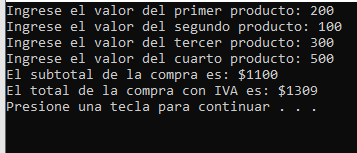 Ingrese el valor del primer producto: 200
Ingrese el valor del segundo producto: 100
Ingrese el valor del tercer producto: 300
Ingrese el valor del cuarto producto: 500
El subtotal de la compra es: $1100
El total de la compra con IVA es: $1309
Presione una tecla para continuar . . .